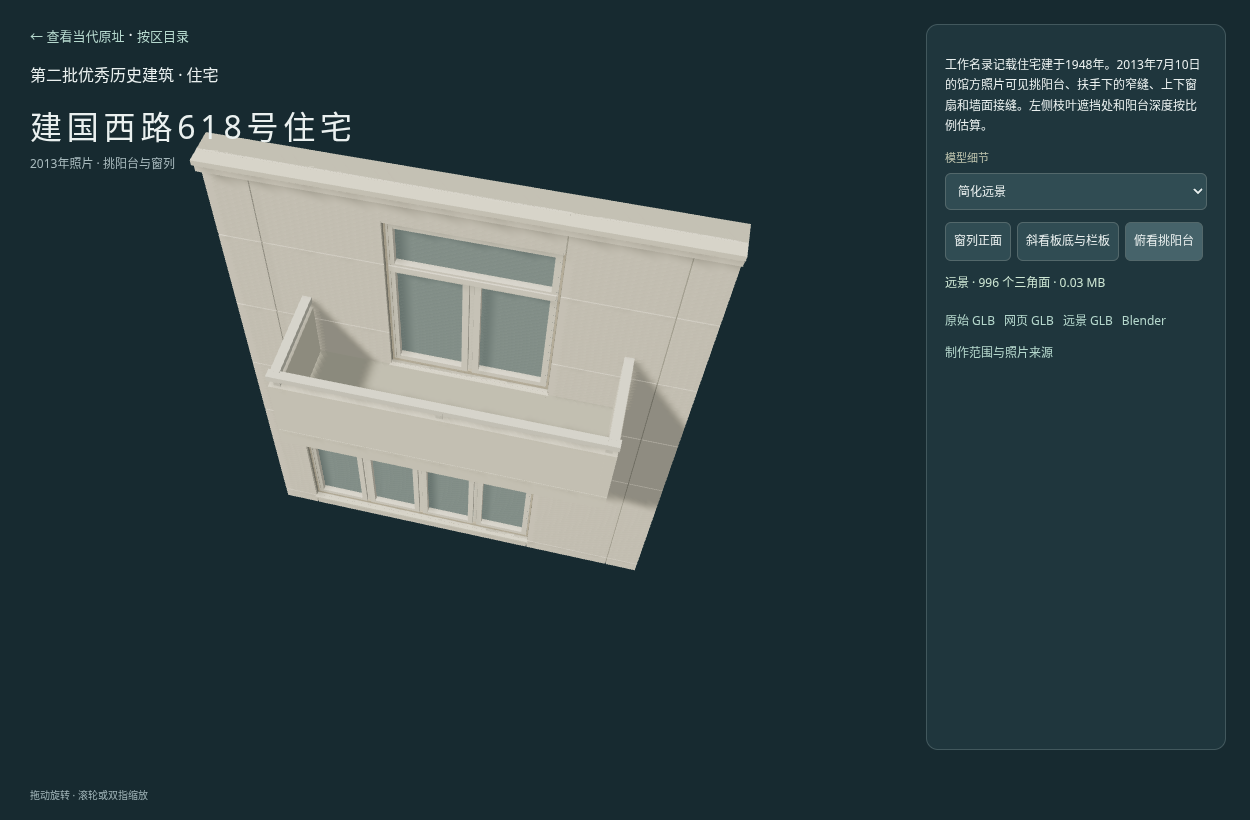 ← 查看当代原址 · 按区目录
第二批优秀历史建筑 · 住宅
建国西路618号住宅
2013年照片 · 挑阳台与窗列
工作名录记载住宅建于1948年。2013年7月10日
的馆方照片可见挑阳台、扶手下的窄缝、上下窗
扇和墙面接缝。左侧枝叶遮挡处和阳台深度按比
例估算。
模型细节
简化远景
窗列正面 斜看板底与栏板 俯看挑阳台
远景 · 996 个三角面 · 0.03 MB
原始 GLB 网页 GLB 远景 GLB Blender
制作范围与照片来源
拖动旋转 · 滚轮或双指缩放